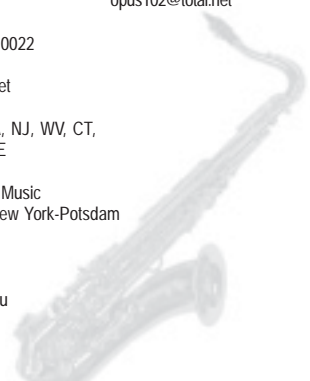 opus102@total.net
0022
et
, NJ, WV, CT,
E
Music
ew York-Potsdam
u